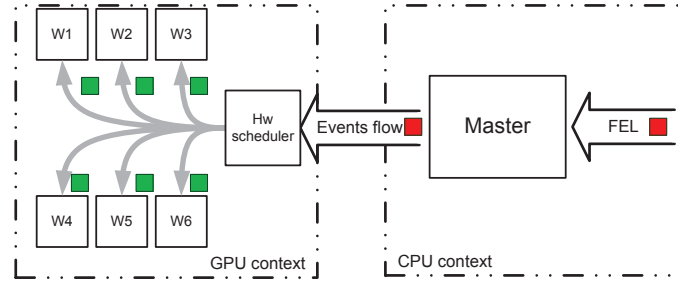 W1
W2
W3
Hw
scheduler
Events flow
Master
FEL
W4
W5
W6
GPU context
CPU context